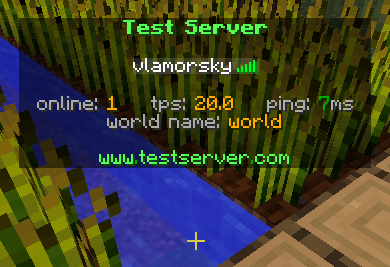 Test Server
vlamorsky
online: 1 tps: 20.0 ping: 7ms
world name: world
www.testserver.com